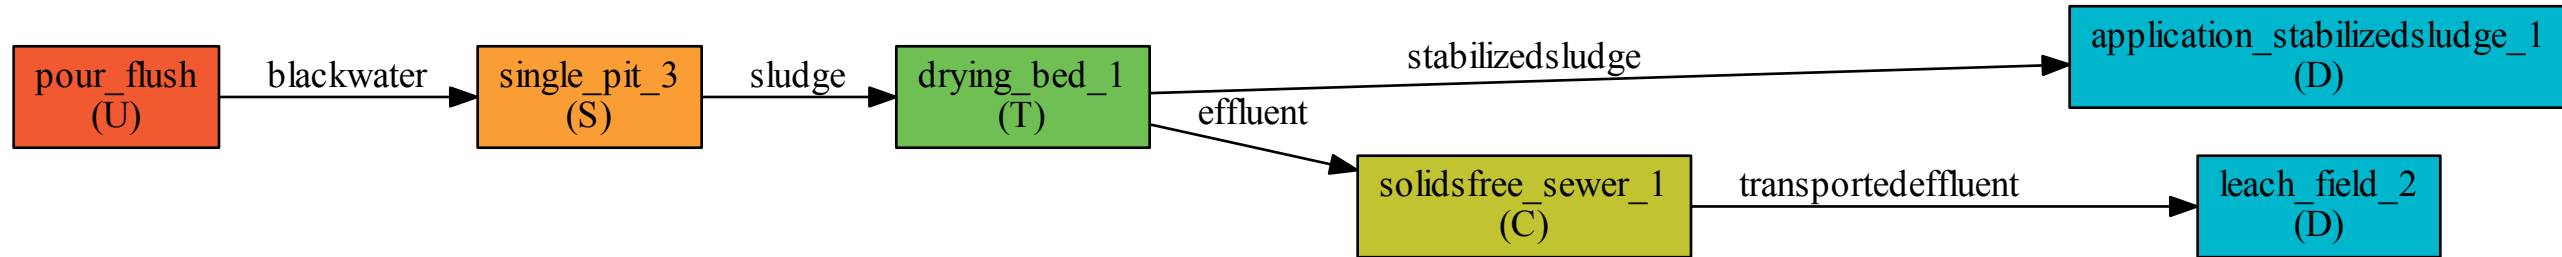 pour_flush
(U)
blackwater
single_pit_3
(S)
sludge
drying_bed_1
(T)
stabilizedsludge
application_stabilizedsludge_1
(D)
effluent
solidsfree_sewer_1
(C)
transportedeffluent
leach_field_2
(D)